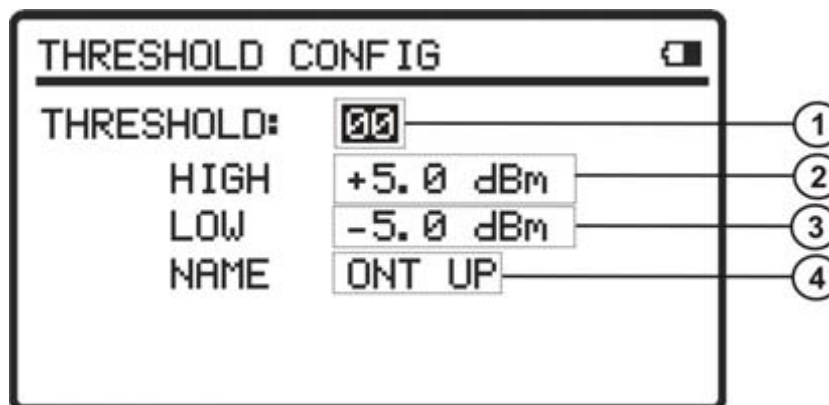 THRESHOLD CONFIG
THRESHOLD: 00 1
HIGH +5.0 dBm 2
LOW -5.0 dBm 3
NAME ONT UP 4